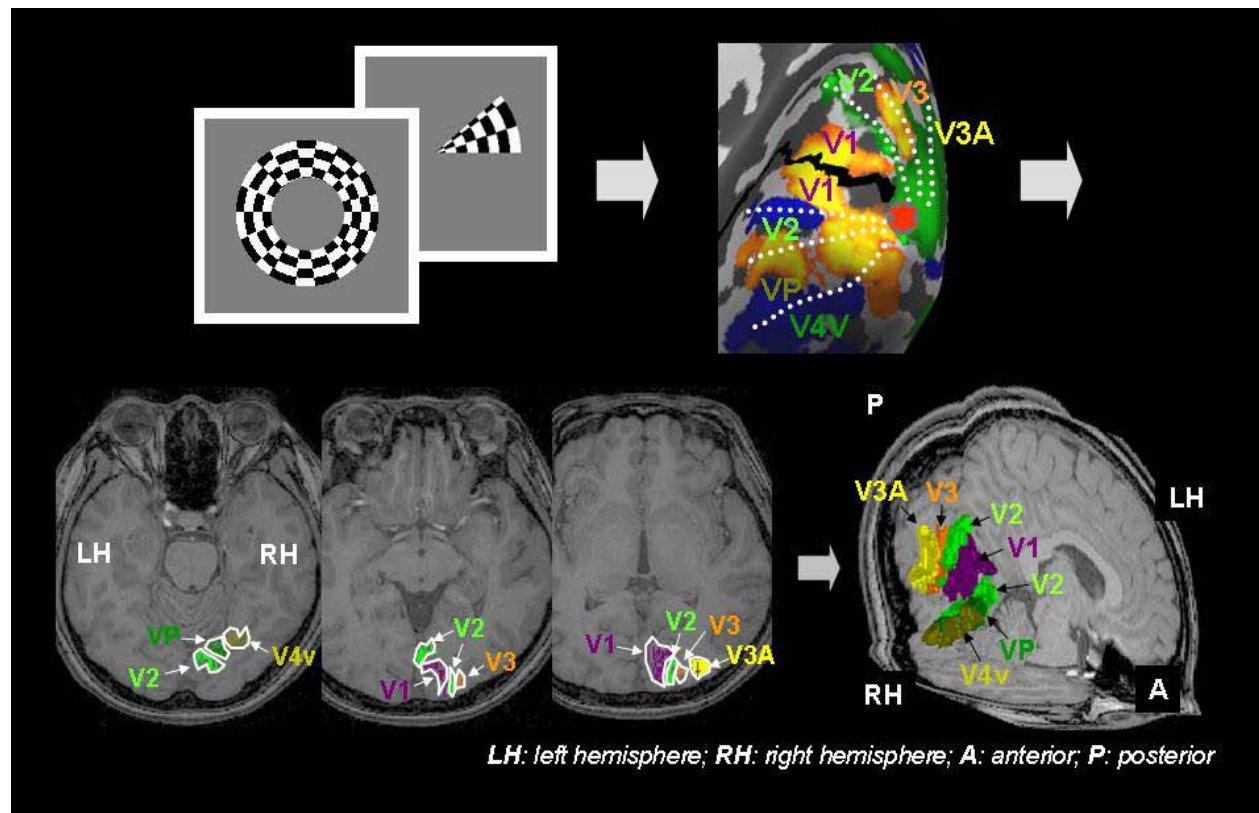 V2
V3
V3A
V1
V1
V2
VP
V4V
LH
RH
VP
V2
V4v
V2
V1
V3
V1
V2
V3
V3A
P
LH
V3A
V3
V2
V1
V2
VP
V4v
RH
A
LH: left hemisphere; RH: right hemisphere; A: anterior; P: posterior